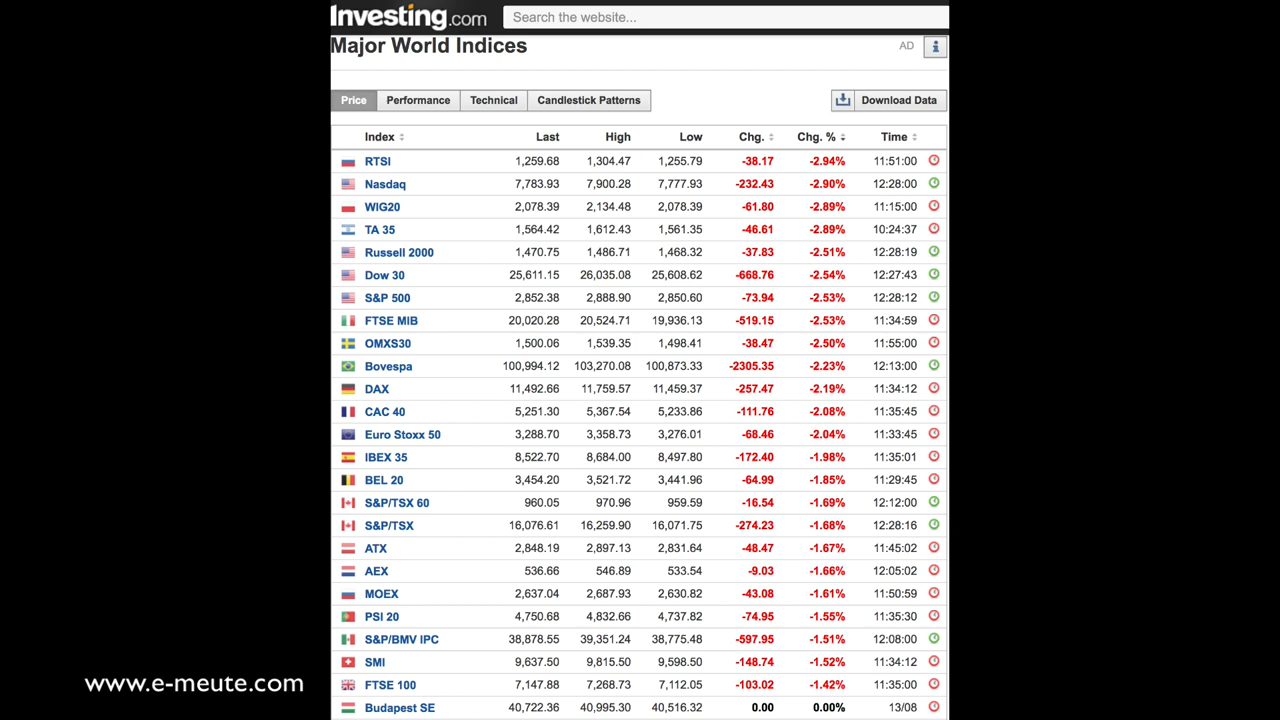 Investing.com Search the website...
Major World Indices AD
Price Performance Technical Candlestick Patterns Download Data
Index Last High Low Chg. Chg. % Time
RTSI 1,259.68 1,304.47 1,255.79 -38.17 -2.94% 11:51:00
Nasdaq 7,783.93 7,900.28 7,777.93 -232.43 -2.90% 12:28:00
WIG20 2,078.39 2,134.48 2,078.39 -61.80 -2.89% 11:15:00
TA 35 1,564.42 1,612.43 1,561.35 -46.61 -2.89% 10:24:37
Russell 2000 1,470.75 1,486.71 1,468.32 -37.83 -2.51% 12:28:19
Dow 30 25,611.15 26,035.08 25,608.62 -668.76 -2.54% 12:27:43
S&P 500 2,852.38 2,888.90 2,850.60 -73.94 -2.53% 12:28:12
FTSE MIB 20,020.28 20,524.71 19,936.13 -519.15 -2.53% 11:34:59
OMXS30 1,500.06 1,539.35 1,498.41 -38.47 -2.50% 11:55:00
Bovespa 100,994.12 103,270.08 100,873.33 -2305.35 -2.23% 12:13:00
DAX 11,492.66 11,759.57 11,459.37 -257.47 -2.19% 11:34:12
CAC 40 5,251.30 5,367.54 5,233.86 -111.76 -2.08% 11:35:45
Euro Stoxx 50 3,288.70 3,358.73 3,276.01 -68.46 -2.04% 11:33:45
IBEX 35 8,522.70 8,684.00 8,497.80 -172.40 -1.98% 11:35:01
BEL 20 3,454.20 3,521.72 3,441.96 -64.99 -1.85% 11:29:45
S&P/TSX 60 960.05 970.96 959.59 -16.54 -1.69% 12:12:00
S&P/TSX 16,076.61 16,259.90 16,071.75 -274.23 -1.68% 12:28:16
ATX 2,848.19 2,897.13 2,831.64 -48.47 -1.67% 11:45:02
AEX 536.66 546.89 533.54 -9.03 -1.66% 12:05:02
MOEX 2,637.04 2,687.93 2,630.82 -43.08 -1.61% 11:50:59
PSI 20 4,750.68 4,832.66 4,737.82 -74.95 -1.55% 11:35:30
S&P/BMV IPC 38,878.55 39,351.24 38,775.48 -597.95 -1.51% 12:08:00
SMI 9,637.50 9,815.50 9,598.50 -148.74 -1.52% 11:34:12
FTSE 100 7,147.88 7,268.73 7,112.05 -103.02 -1.42% 11:35:00
Budapest SE 40,722.36 40,995.30 40,516.32 0.00 0.00% 13/08
www.e-meute.com